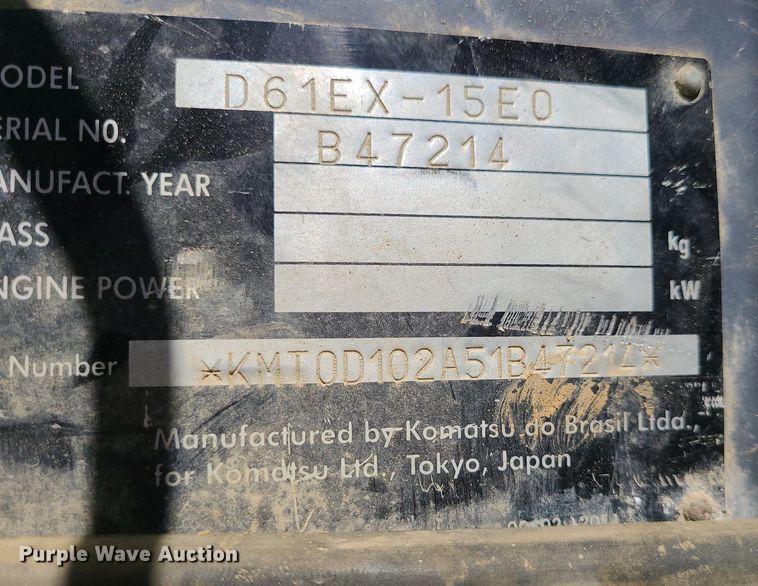 ODEL D61EX-15E0
ERIAL NO. B47214
ANUFACT. YEAR
ASS kg
NGINE POWER kW
Number *KMT0D102A51B47214*
Manufactured by Komatsu do Brasil Ltda.,
for Komatsu Ltd., Tokyo, Japan
Purple Wave Auction